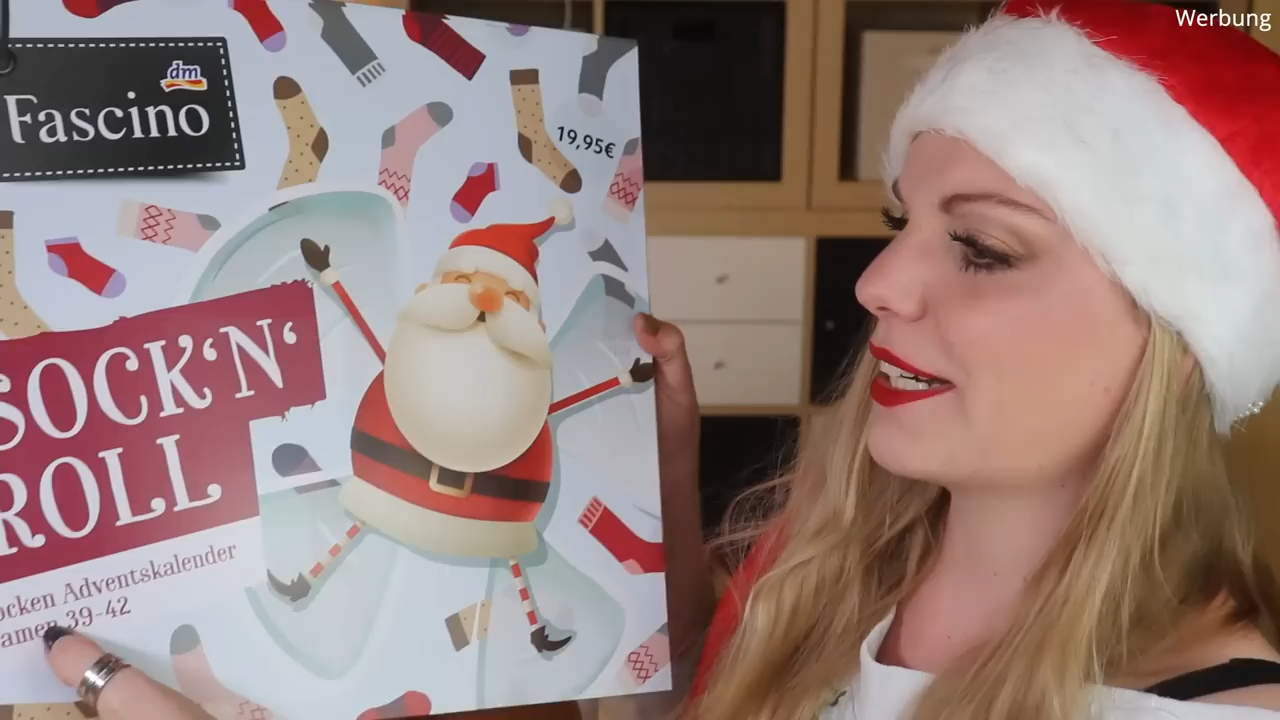 Werbung
dm
Fascino
19,95€
SOCK'N'
ROLL
ocken Adventskalender
amen 39-42